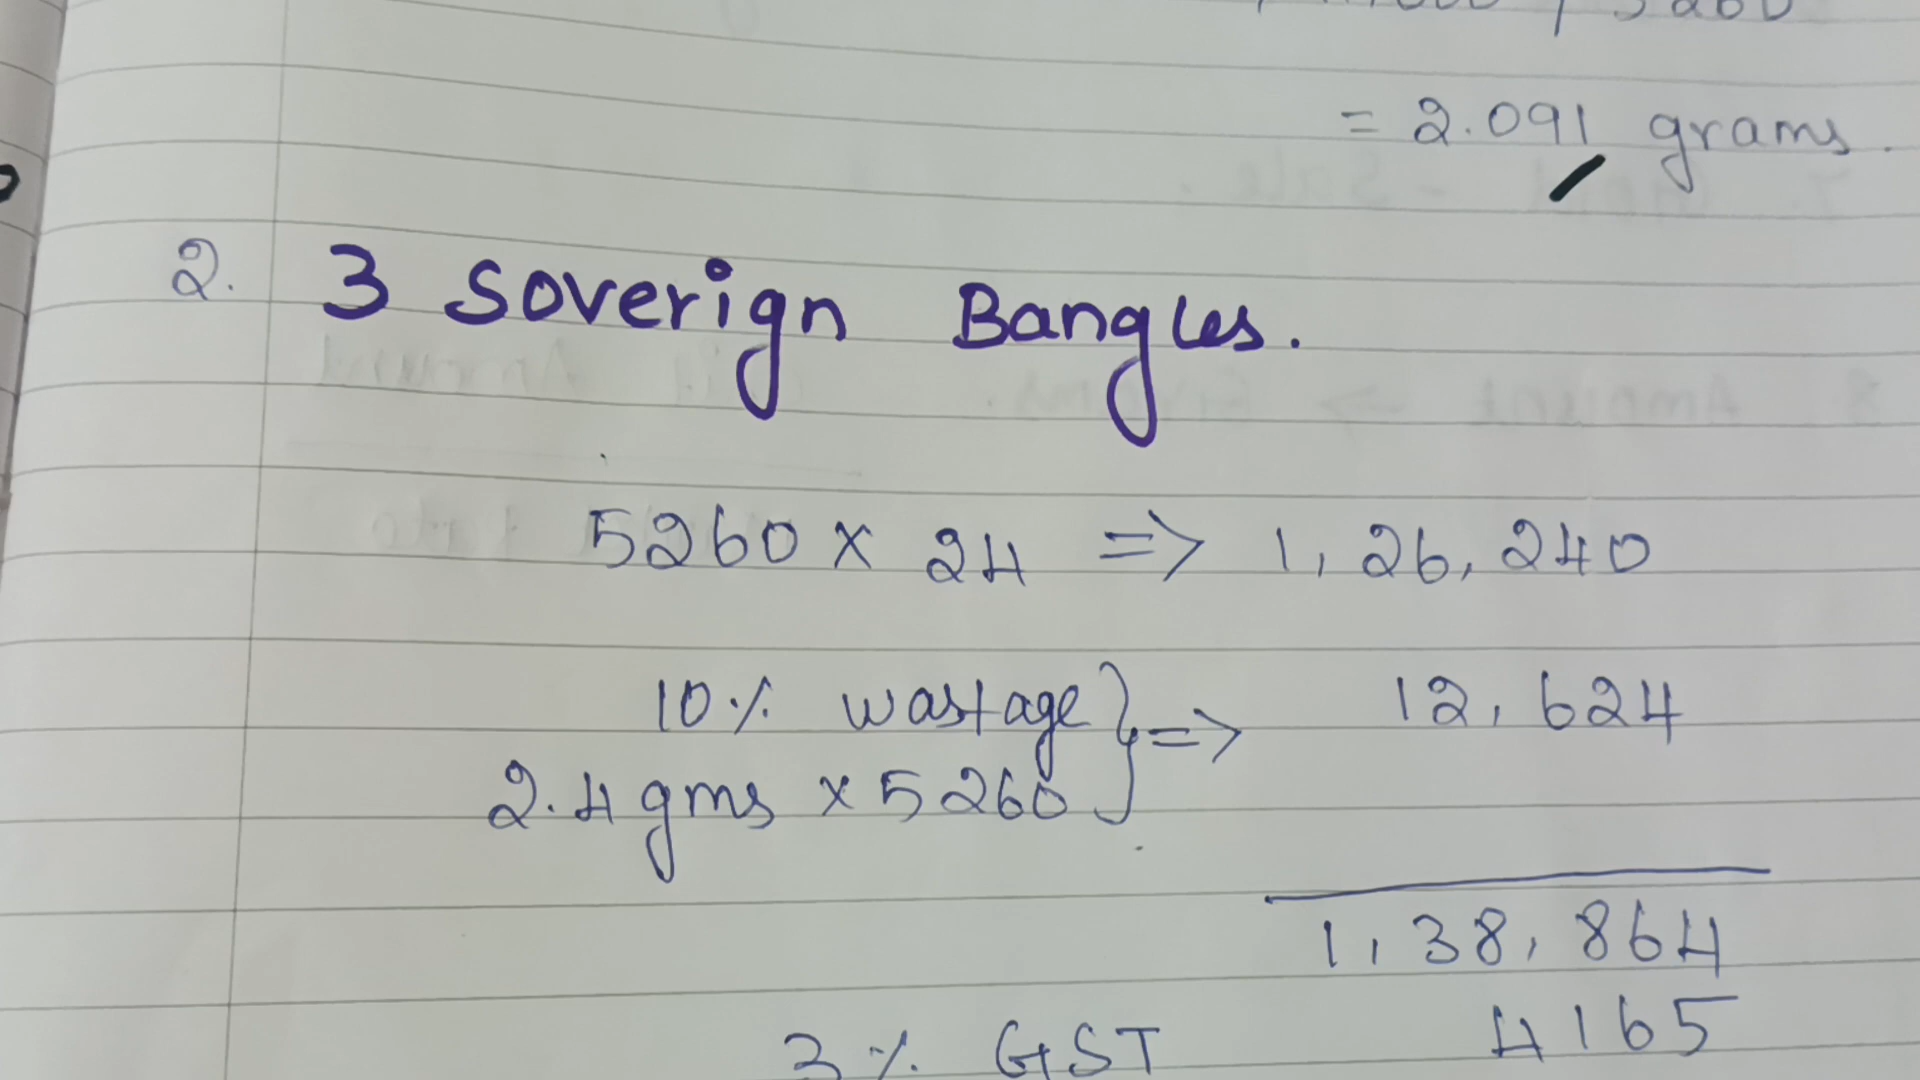 = 2.091 grams.
2. 3 Soverign Bangles.
5260 x 24 => 1,26,240
10% wastage } => 12,624
2.4 gms x 5260
1,38,864
3% GST 4165